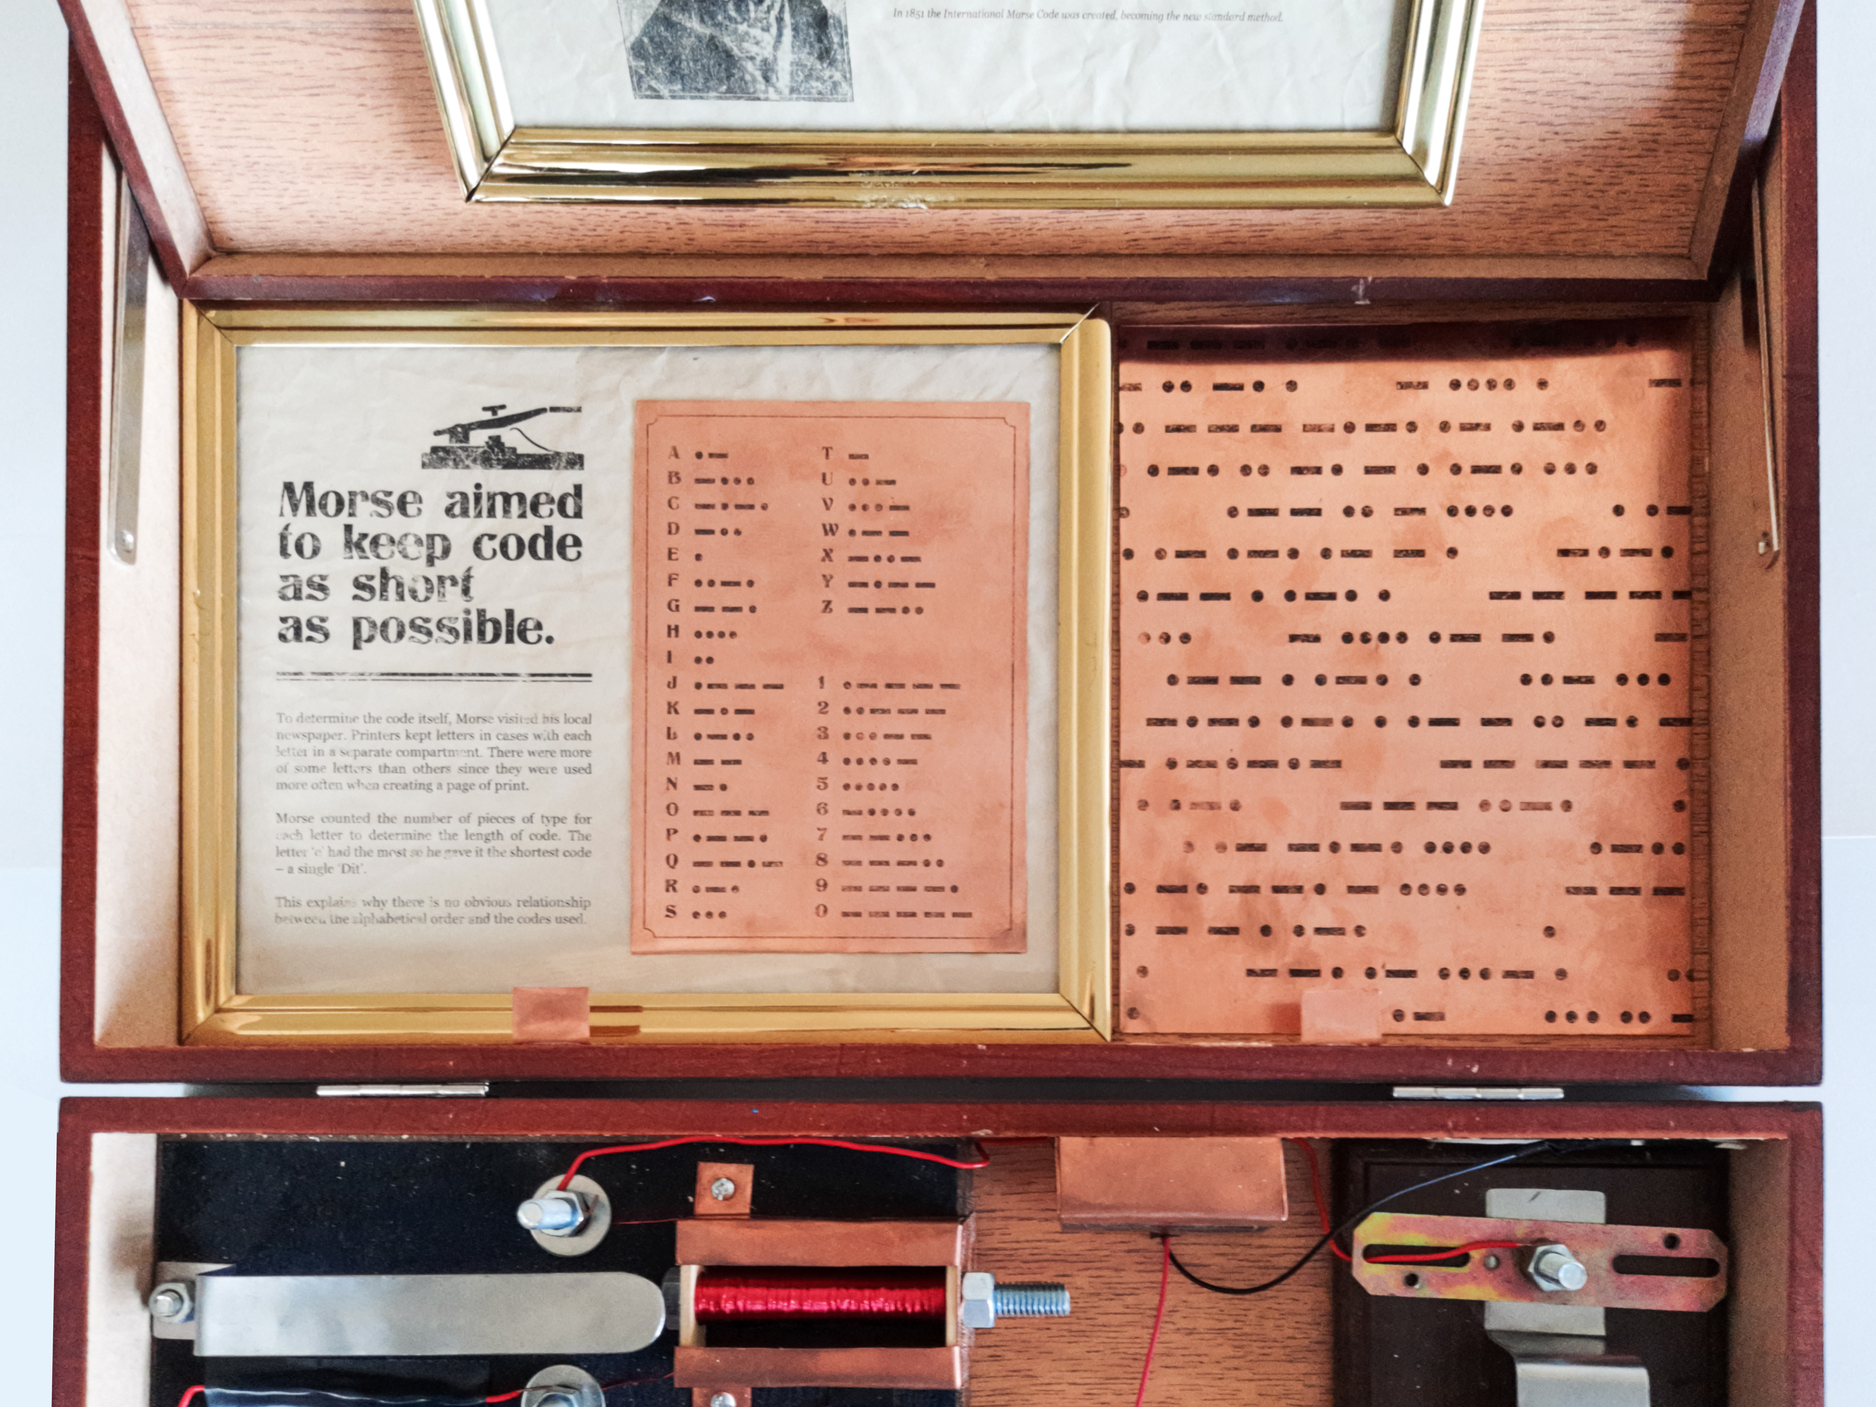 In 1851 the International Morse Code was created, becoming the new standard method.
Morse aimed
to keep code
as short
as possible.
To determine the code itself, Morse visited his local
newspaper. Printers kept letters in cases with each
letter in a separate compartment. There were more
of some letters than others since they were used
more often when creating a page of print.
Morse counted the number of pieces of type for
each letter to determine the length of code. The
letter 'e' had the most so he gave it the shortest code
– a single 'Dit'.
This explains why there is no obvious relationship
between the alphabetical order and the codes used.
A •– T –
B –••• U ••–
C –•–• V •••–
D –•• W •––
E • X –••–
F ••–• Y –•––
G ––• Z ––••
H ••••
I ••
J •––– 1 •––––
K –•– 2 ••–––
L •–•• 3 •••––
M –– 4 ••••–
N –• 5 •••••
O ––– 6 –••••
P •––• 7 ––•••
Q ––•– 8 –––••
R •–• 9 ––––•
S ••• 0 –––––